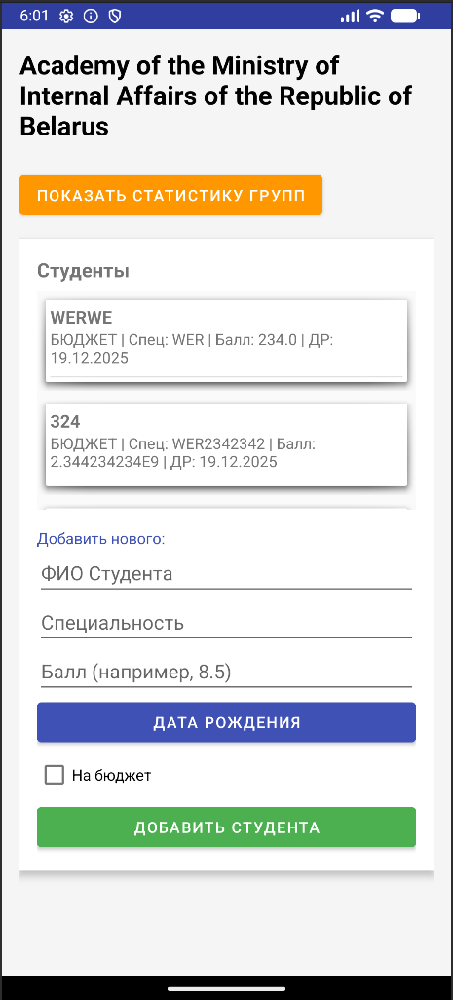 6:01
Academy of the Ministry of
Internal Affairs of the Republic of
Belarus
ПОКАЗАТЬ СТАТИСТИКУ ГРУПП
Студенты
WERWE
БЮДЖЕТ | Спец: WER | Балл: 234.0 | ДР:
19.12.2025
324
БЮДЖЕТ | Спец: WER2342342 | Балл:
2.344234234E9 | ДР: 19.12.2025
Добавить нового:
ФИО Студента
Специальность
Балл (например, 8.5)
ДАТА РОЖДЕНИЯ
На бюджет
ДОБАВИТЬ СТУДЕНТА